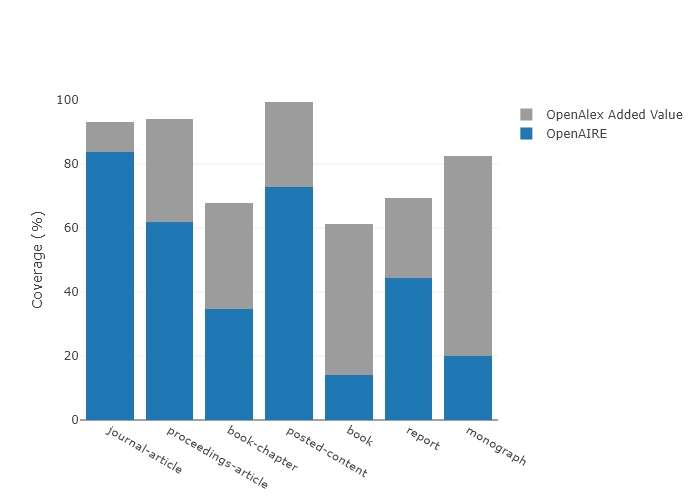 100
80
60
40
20
0
Coverage (%)
journal-article
proceedings-article
book-chapter
posted-content
book
report
monograph
OpenAlex Added Value
OpenAIRE